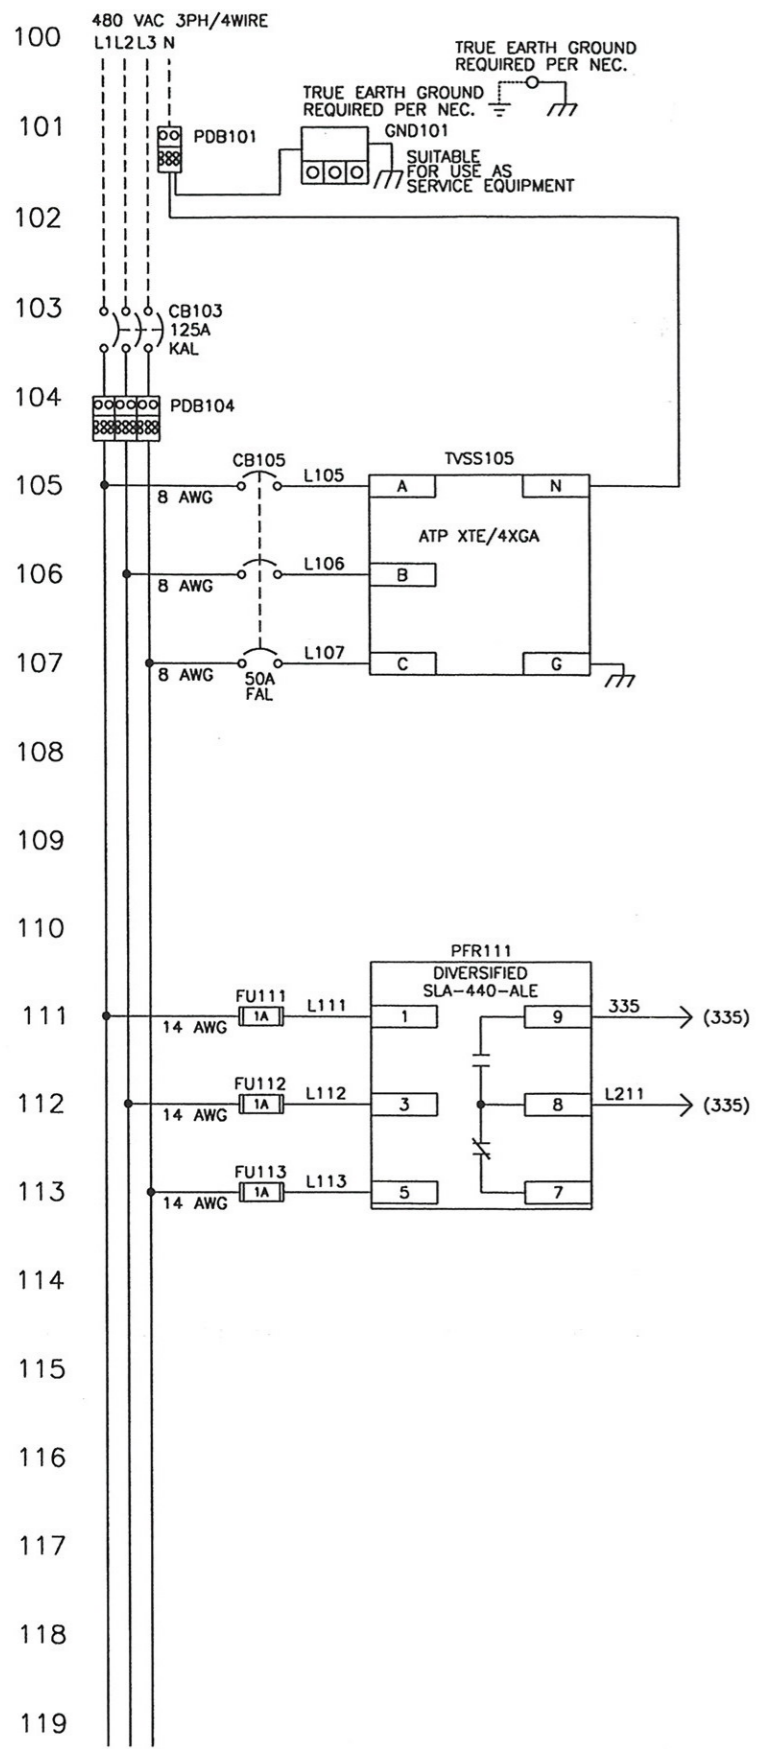 480 VAC 3PH/4WIRE
100
L1 L2 L3 N
TRUE EARTH GROUND
REQUIRED PER NEC.
TRUE EARTH GROUND
REQUIRED PER NEC.
101
PDB101
GND101
SUITABLE
FOR USE AS
SERVICE EQUIPMENT
102
103
CB103
125A
KAL
104
PDB104
CB105
TVSS105
105
8 AWG
L105
A
N
ATP XTE/4XGA
106
8 AWG
L106
B
107
8 AWG
50A
FAL
L107
C
G
108
109
110
PFR111
DIVERSIFIED
SLA-440-ALE
111
14 AWG
FU111
1A
L111
1
9
335
(335)
112
14 AWG
FU112
1A
L112
3
8
L211
(335)
113
14 AWG
FU113
1A
L113
5
7
114
115
116
117
118
119